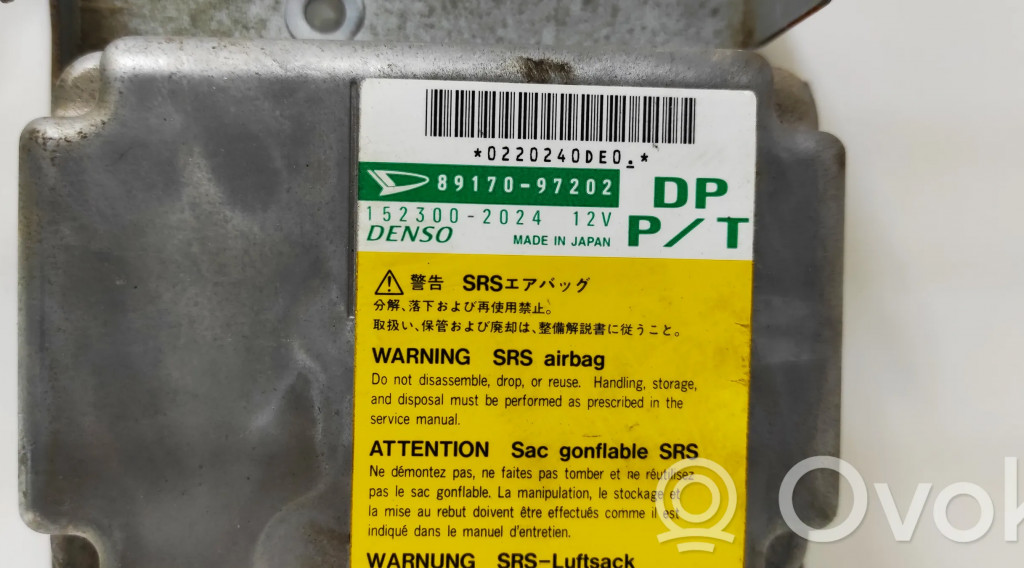 *0220240DE0.*
89170-97202
DP
152300-2024 12V
P/T
DENSO MADE IN JAPAN
警告 SRSエアバッグ
分解、落下および再使用禁止。
取扱い、保管および廃却は、整備解説書に従うこと。
WARNING SRS airbag
Do not disassemble, drop, or reuse. Handling, storage,
and disposal must be performed as prescribed in the
service manual.
ATTENTION Sac gonflable SRS
Ne démontez pas, ne faites pas tomber et ne réutilisez
pas le sac gonflable. La manipulation, le stockage et
la mise au rebut doivent être effectués comme il est
indiqué dans le manuel d'entretien.
WARNUNG SRS-Luftsack
Ovok